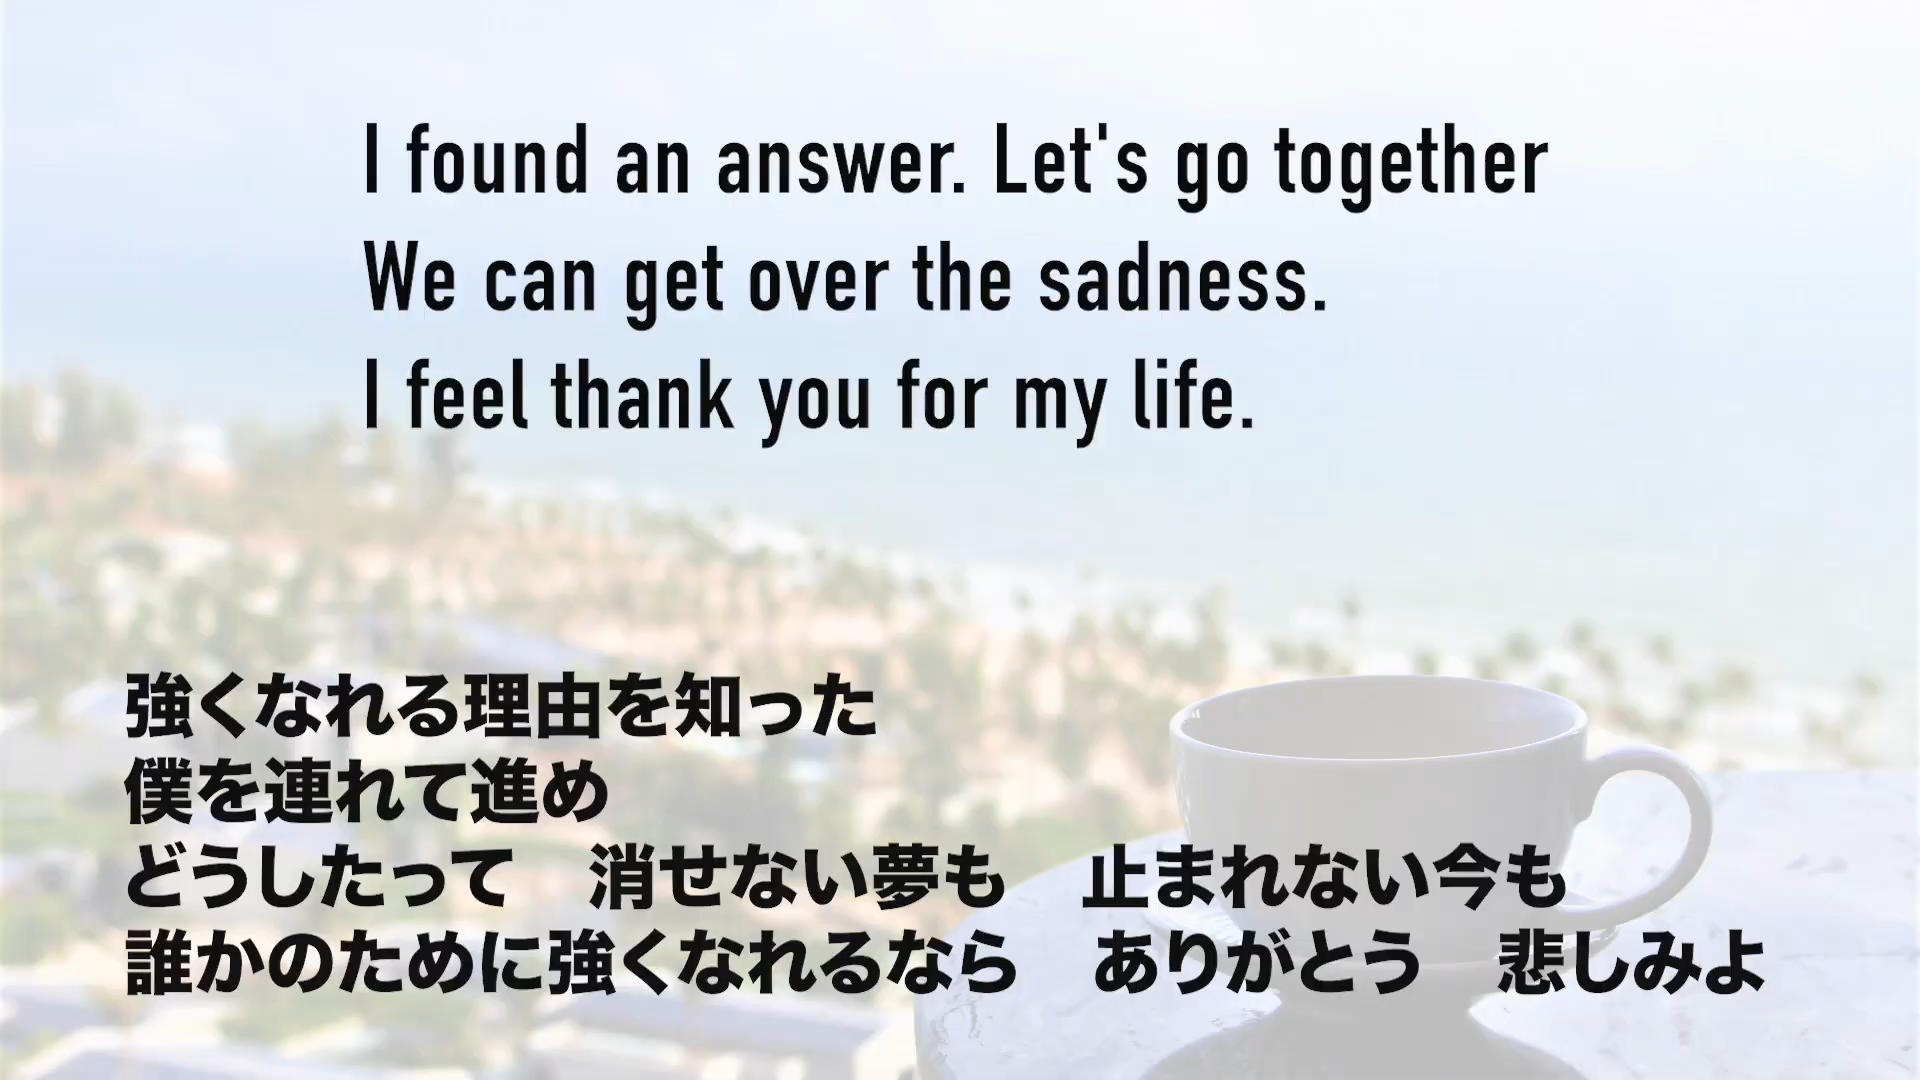 I found an answer. Let's go together
We can get over the sadness.
I feel thank you for my life.
強くなれる理由を知った
僕を連れて進め
どうしたって　消せない夢も　止まれない今も
誰かのために強くなれるなら　ありがとう　悲しみよ